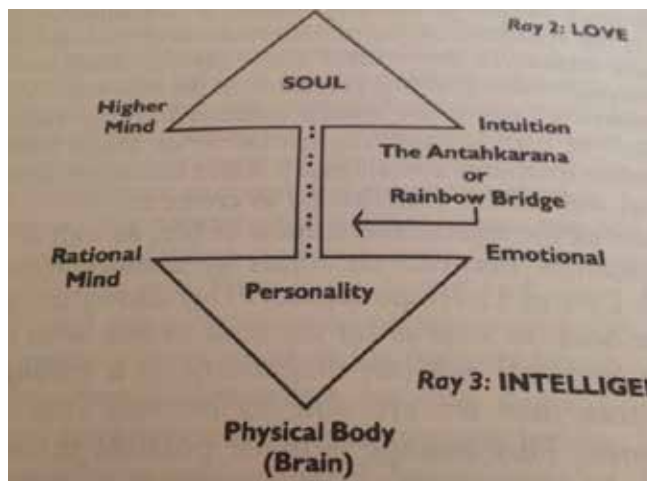 Ray 2: LOVE
SOUL
Higher
Mind
Intuition
The Antahkarana
or
Rainbow Bridge
Rational
Mind
Emotional
Personality
Ray 3: INTELLIGE
Physical Body
(Brain)